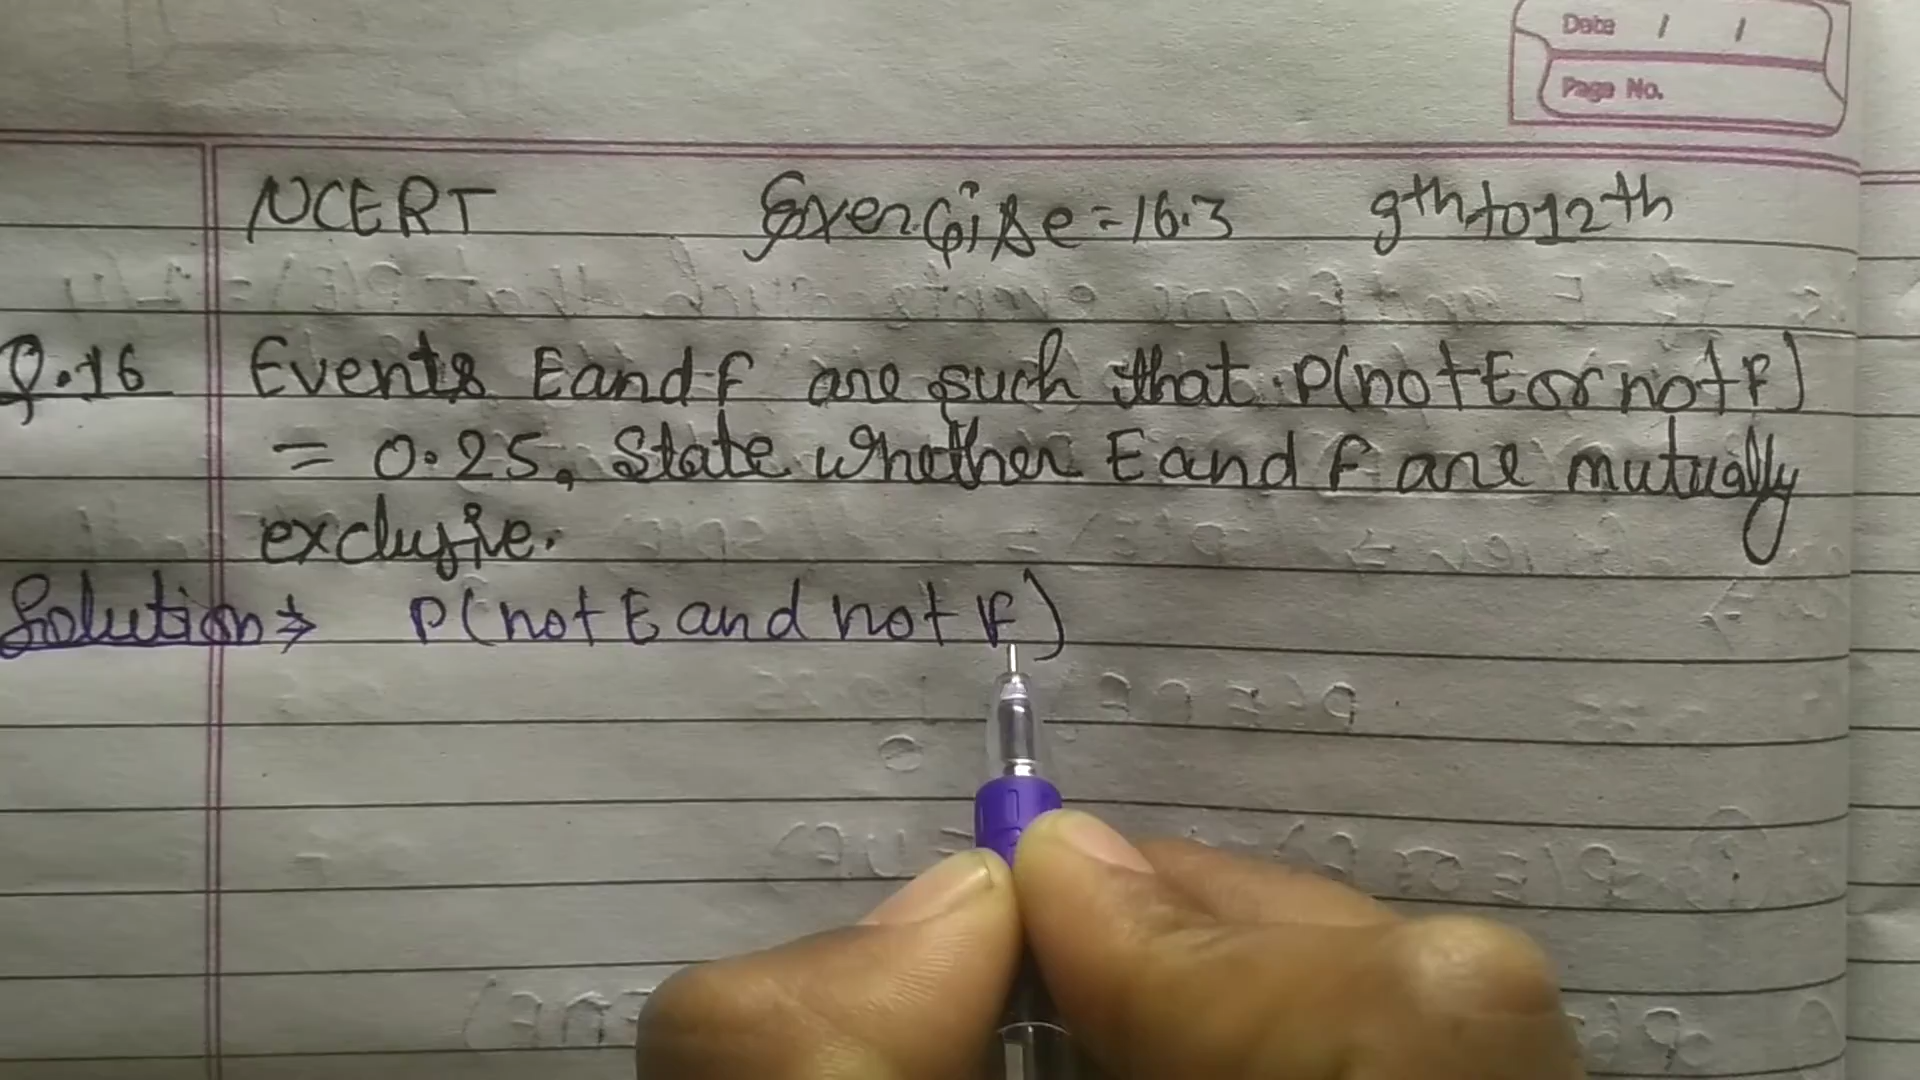 Date / /
Page No.
NCERT Exercise = 16.3 9th to 12th
Q.16 Events E and F are such that P(not E or not F)
= 0.25, State whether E and F are mutually
exclusive.
Solution ⇒ P(not E and not F)